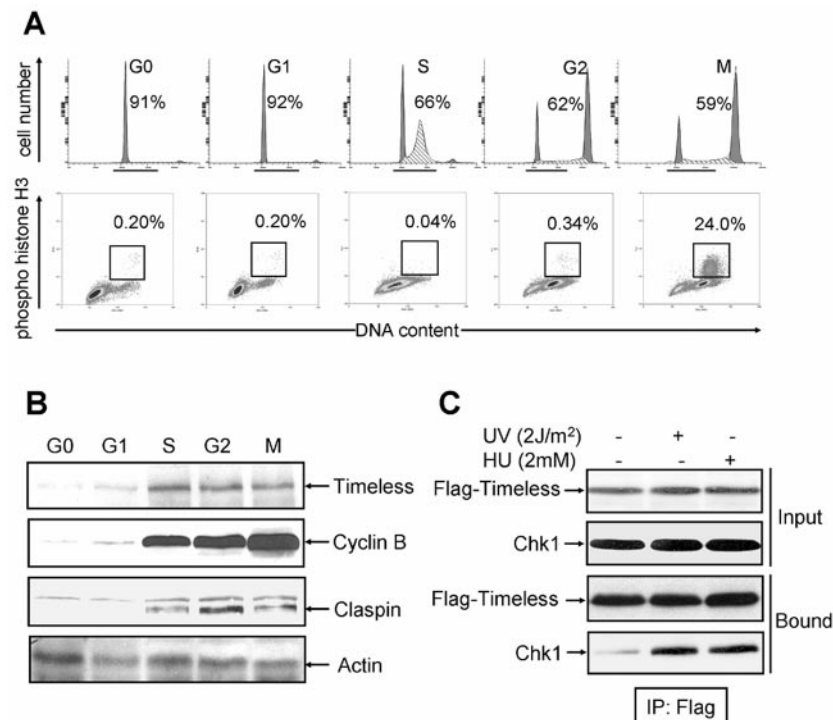 A
cell number
G0 G1 S G2 M
91% 92% 66% 62% 59%
phospho histone H3
0.20% 0.20% 0.04% 0.34% 24.0%
DNA content
B
G0 G1 S G2 M
Timeless
Cyclin B
Claspin
Actin
C
UV (2J/m²) - + -
HU (2mM) - - +
Flag-Timeless
Chk1
Input
Flag-Timeless
Chk1
Bound
IP: Flag